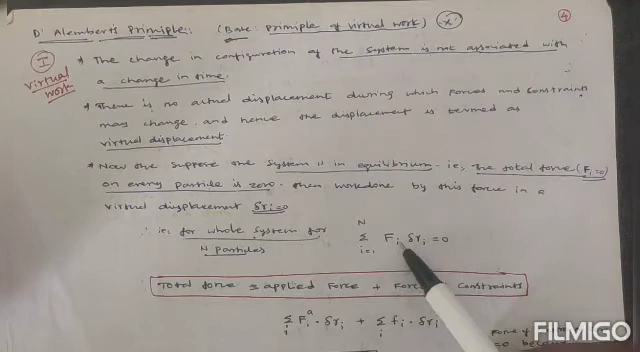 D' Alembert's Principle:. (Base: Principle of virtual work) X'
4
I
virtual work
* The change in configuration of the system is not associated with
a change in time.
* There is no actual displacement during which forces and constraints
may change and hence the displacement is termed as
virtual displacement.
* Now the suppose the system is in equilibrium. ie, The total force (Fi=0)
on every particle is zero. then workdone by this force in a
virtual displacement δri=0
∴ ie, for whole system for
N particles
N Σ i=1 Fi δri = 0
Total force = applied Force + Force Constraints
Σ i Fi^a · δri + Σ i fi · δri
Force of
=0 be
FILMIGO